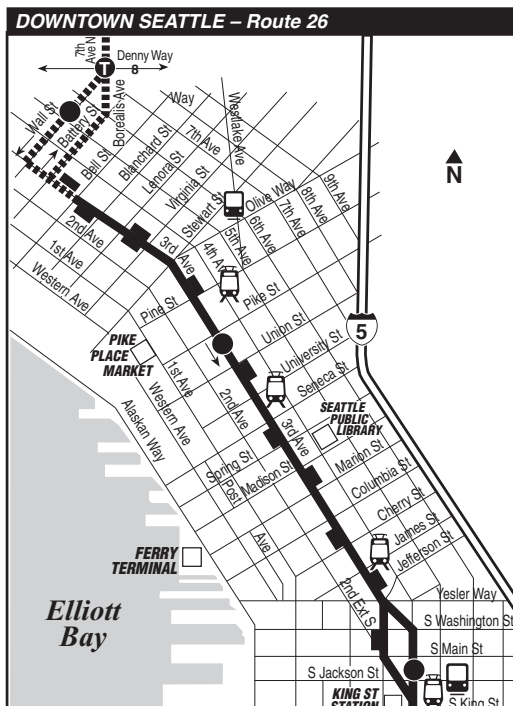 DOWNTOWN SEATTLE – Route 26
7th
Ave N
Denny Way
8
T
Wall St
Battery St
Borealis Ave
Way
Westlake Ave
Bell St
Blanchard St
Lenora St
Virginia St
Stewart St
7th Ave
Olive Way
9th Ave
8th Ave
7th Ave
6th Ave
5th Ave
4th Ave
3rd Ave
2nd Ave
1st Ave
Western Ave
N
Pine St
Pike St
Union St
5
PIKE
PLACE
MARKET
University St
Seneca St
1st Ave
Western Ave
Alaskan Way
2nd Ave
3rd Ave
SEATTLE
PUBLIC
LIBRARY
Spring St
Madison St
Post
Ave
Marion St
Columbia St
Cherry St
James St
Jefferson St
FERRY
TERMINAL
Elliott
Bay
2nd Ext S
Yesler Way
S Washington St
S Main St
S Jackson St
KING ST
STATION
S King St